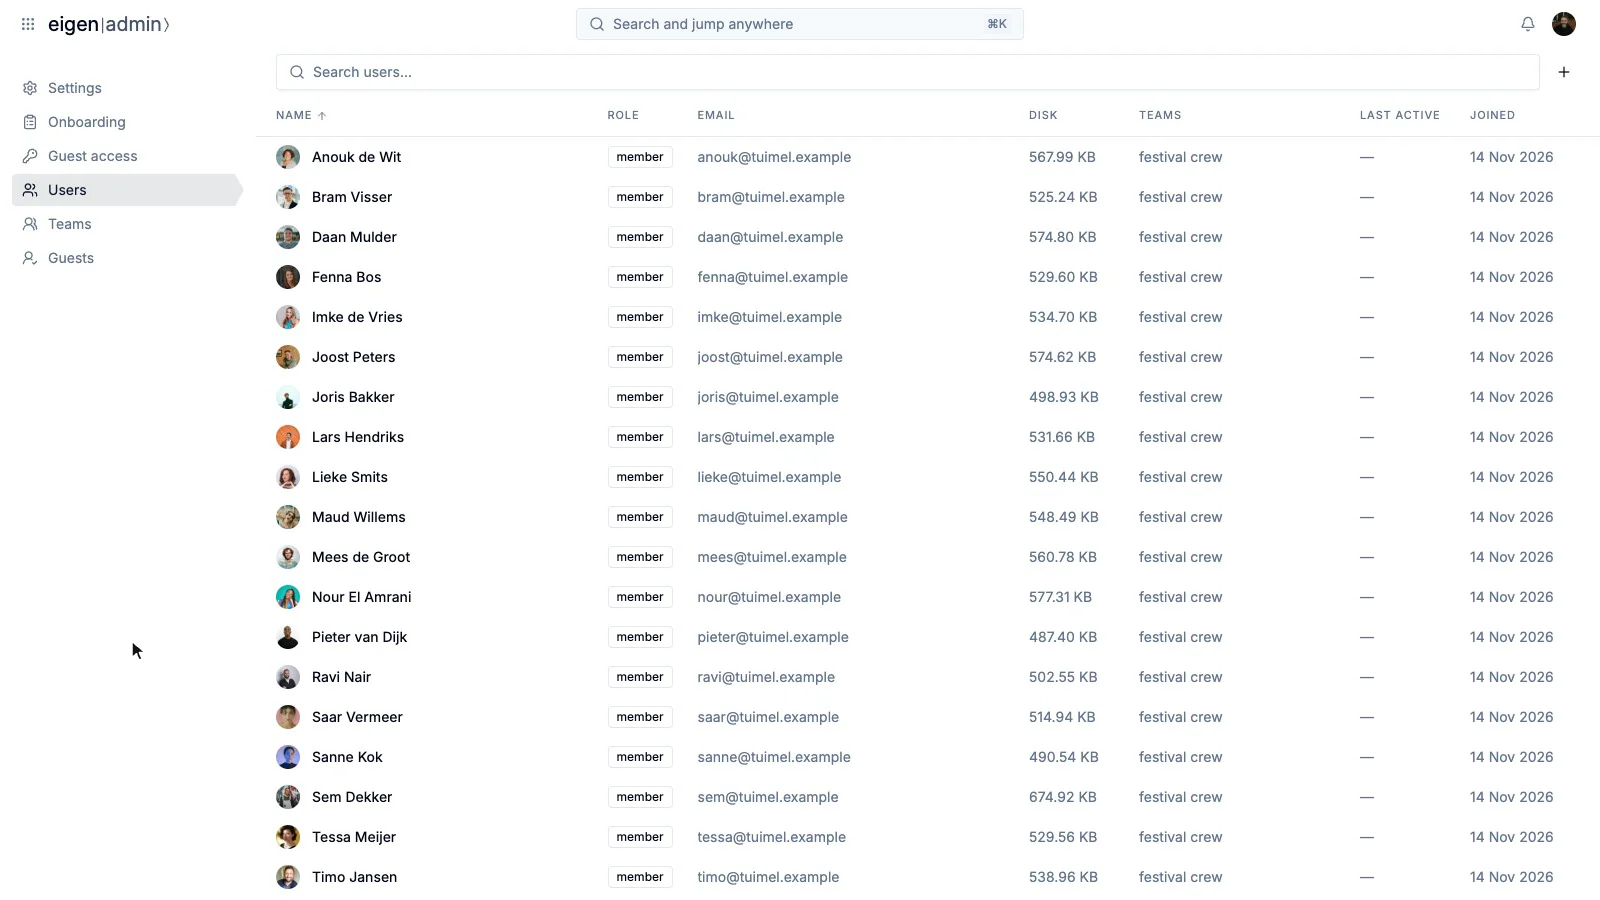 eigen|admin⟩
Search and jump anywhere ⌘K
Settings
Onboarding
Guest access
Users
Teams
Guests
Search users...
NAME ↑ ROLE EMAIL DISK TEAMS LAST ACTIVE JOINED
Anouk de Wit member anouk@tuimel.example 567.99 KB festival crew — 14 Nov 2026
Bram Visser member bram@tuimel.example 525.24 KB festival crew — 14 Nov 2026
Daan Mulder member daan@tuimel.example 574.80 KB festival crew — 14 Nov 2026
Fenna Bos member fenna@tuimel.example 529.60 KB festival crew — 14 Nov 2026
Imke de Vries member imke@tuimel.example 534.70 KB festival crew — 14 Nov 2026
Joost Peters member joost@tuimel.example 574.62 KB festival crew — 14 Nov 2026
Joris Bakker member joris@tuimel.example 498.93 KB festival crew — 14 Nov 2026
Lars Hendriks member lars@tuimel.example 531.66 KB festival crew — 14 Nov 2026
Lieke Smits member lieke@tuimel.example 550.44 KB festival crew — 14 Nov 2026
Maud Willems member maud@tuimel.example 548.49 KB festival crew — 14 Nov 2026
Mees de Groot member mees@tuimel.example 560.78 KB festival crew — 14 Nov 2026
Nour El Amrani member nour@tuimel.example 577.31 KB festival crew — 14 Nov 2026
Pieter van Dijk member pieter@tuimel.example 487.40 KB festival crew — 14 Nov 2026
Ravi Nair member ravi@tuimel.example 502.55 KB festival crew — 14 Nov 2026
Saar Vermeer member saar@tuimel.example 514.94 KB festival crew — 14 Nov 2026
Sanne Kok member sanne@tuimel.example 490.54 KB festival crew — 14 Nov 2026
Sem Dekker member sem@tuimel.example 674.92 KB festival crew — 14 Nov 2026
Tessa Meijer member tessa@tuimel.example 529.56 KB festival crew — 14 Nov 2026
Timo Jansen member timo@tuimel.example 538.96 KB festival crew — 14 Nov 2026